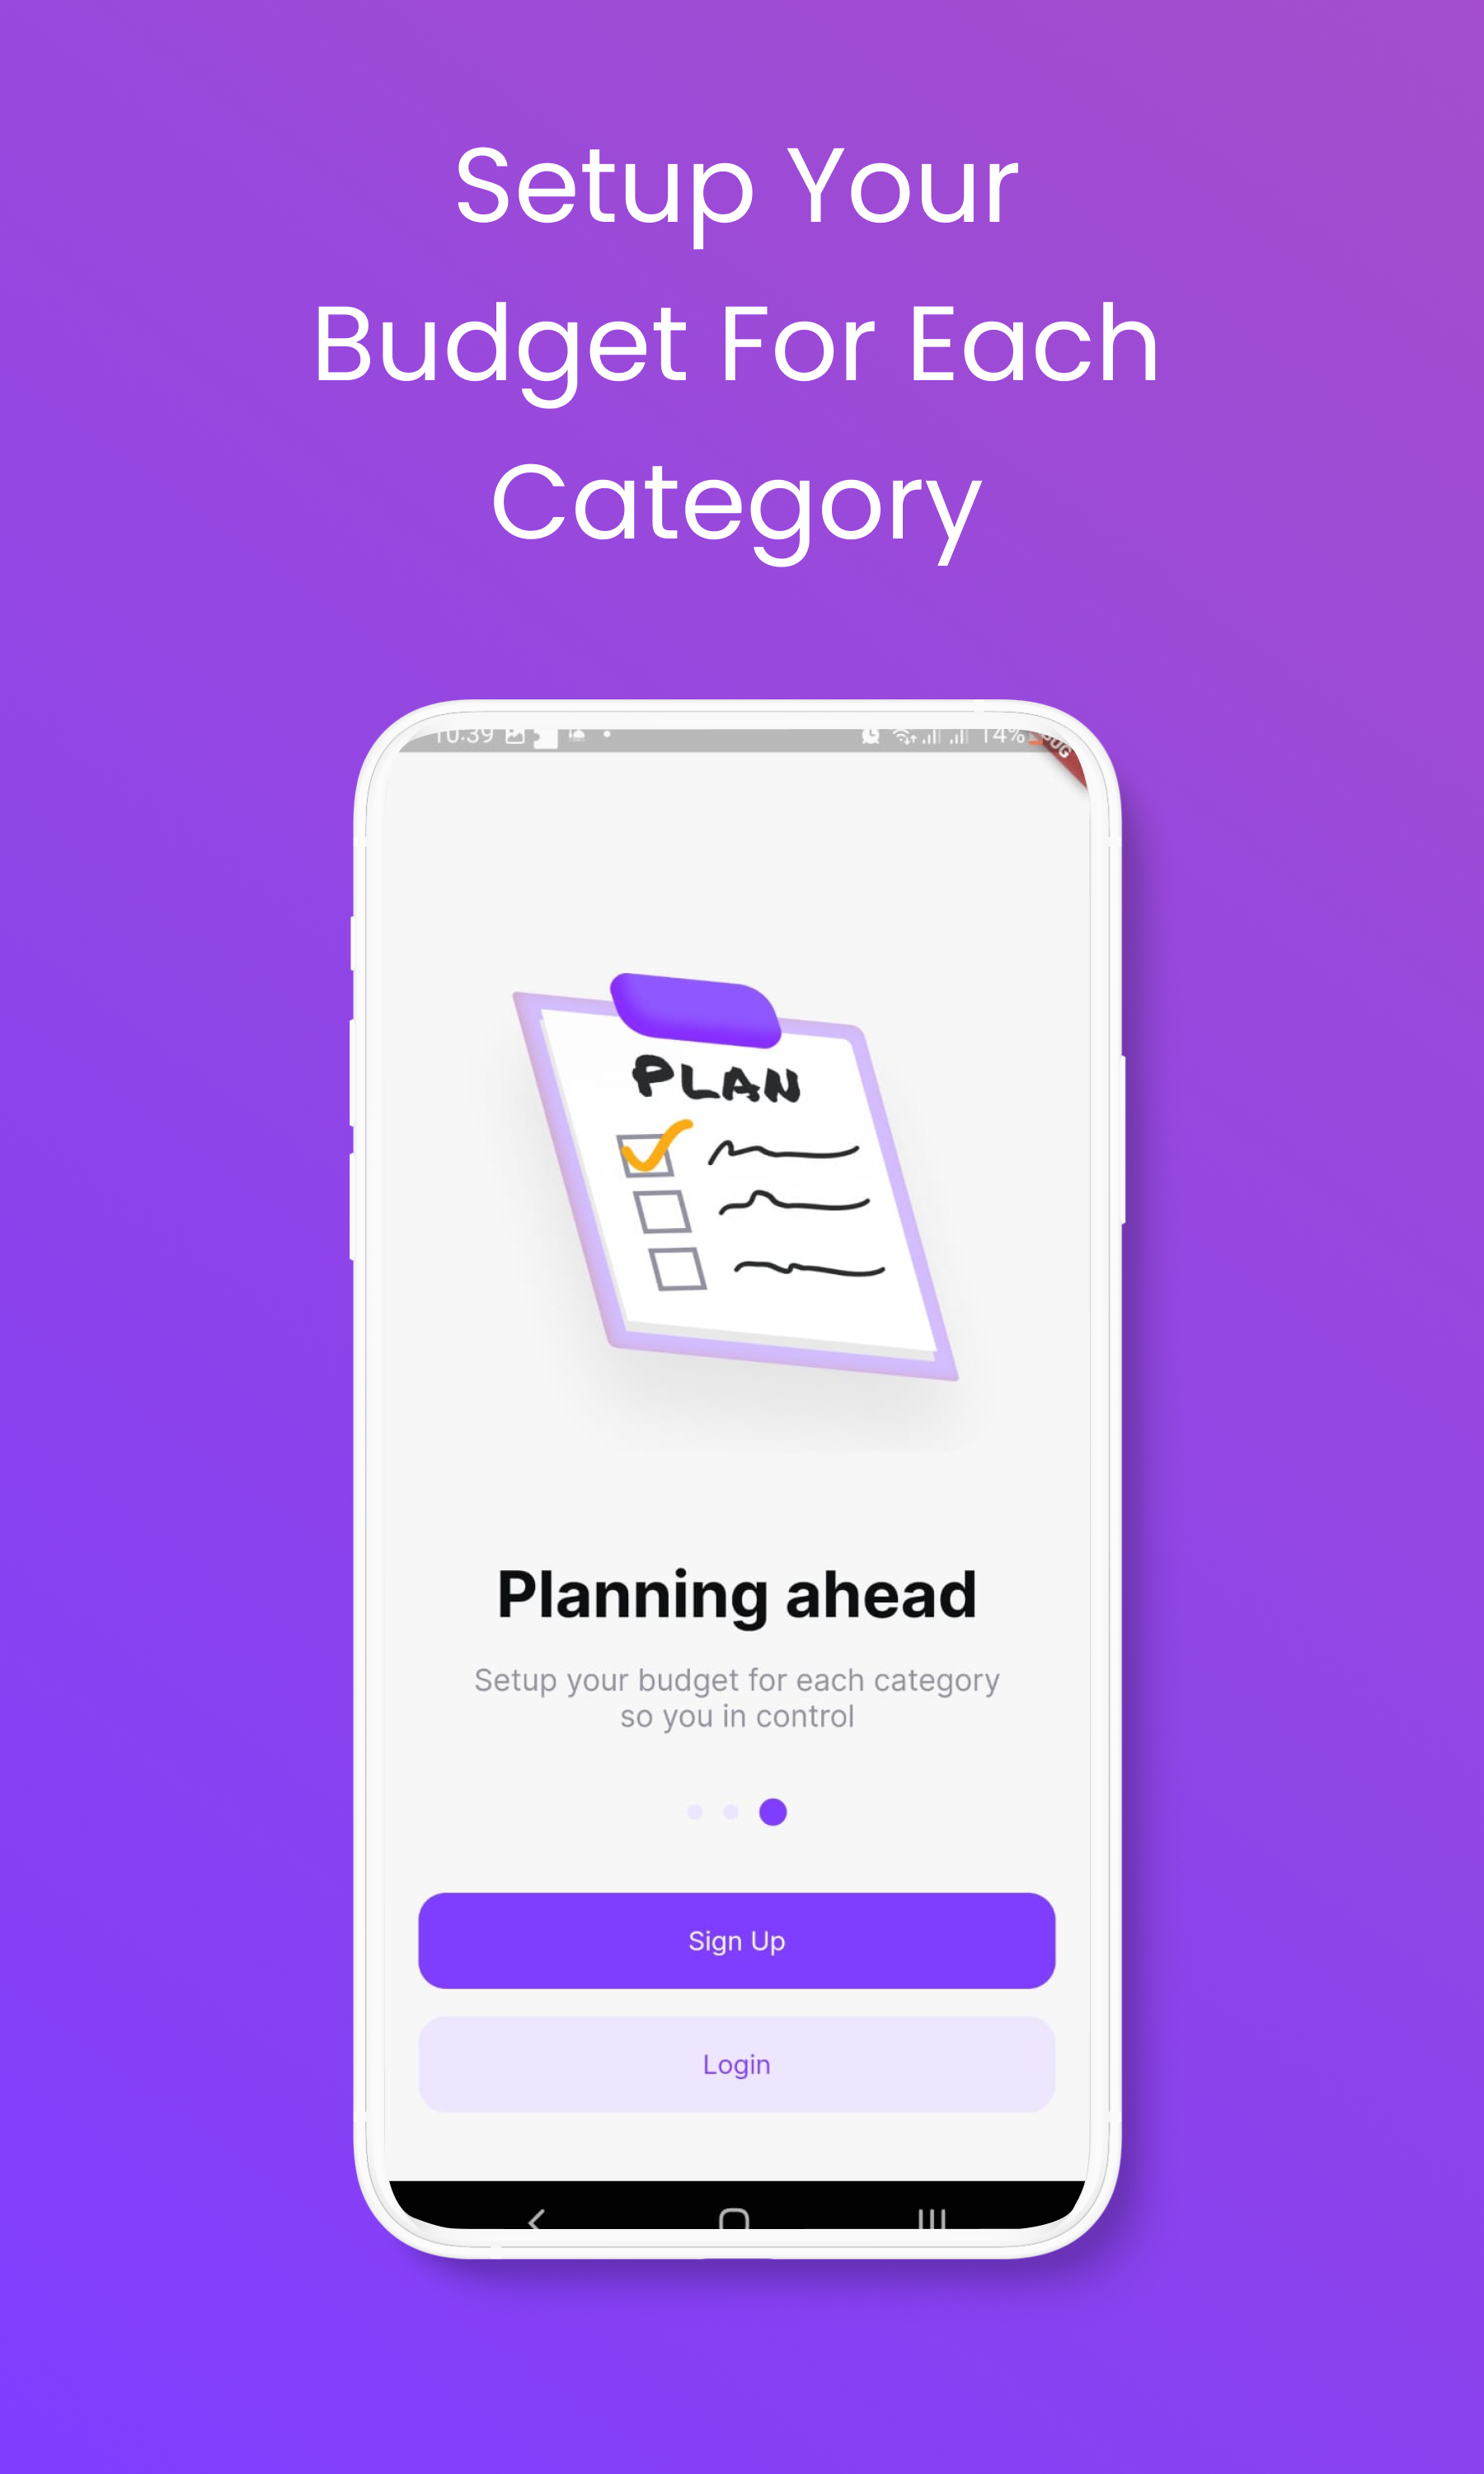 Setup Your
Budget For Each
Category
10:39 14%
PLAN
Planning ahead
Setup your budget for each category
so you in control
Sign Up
Login